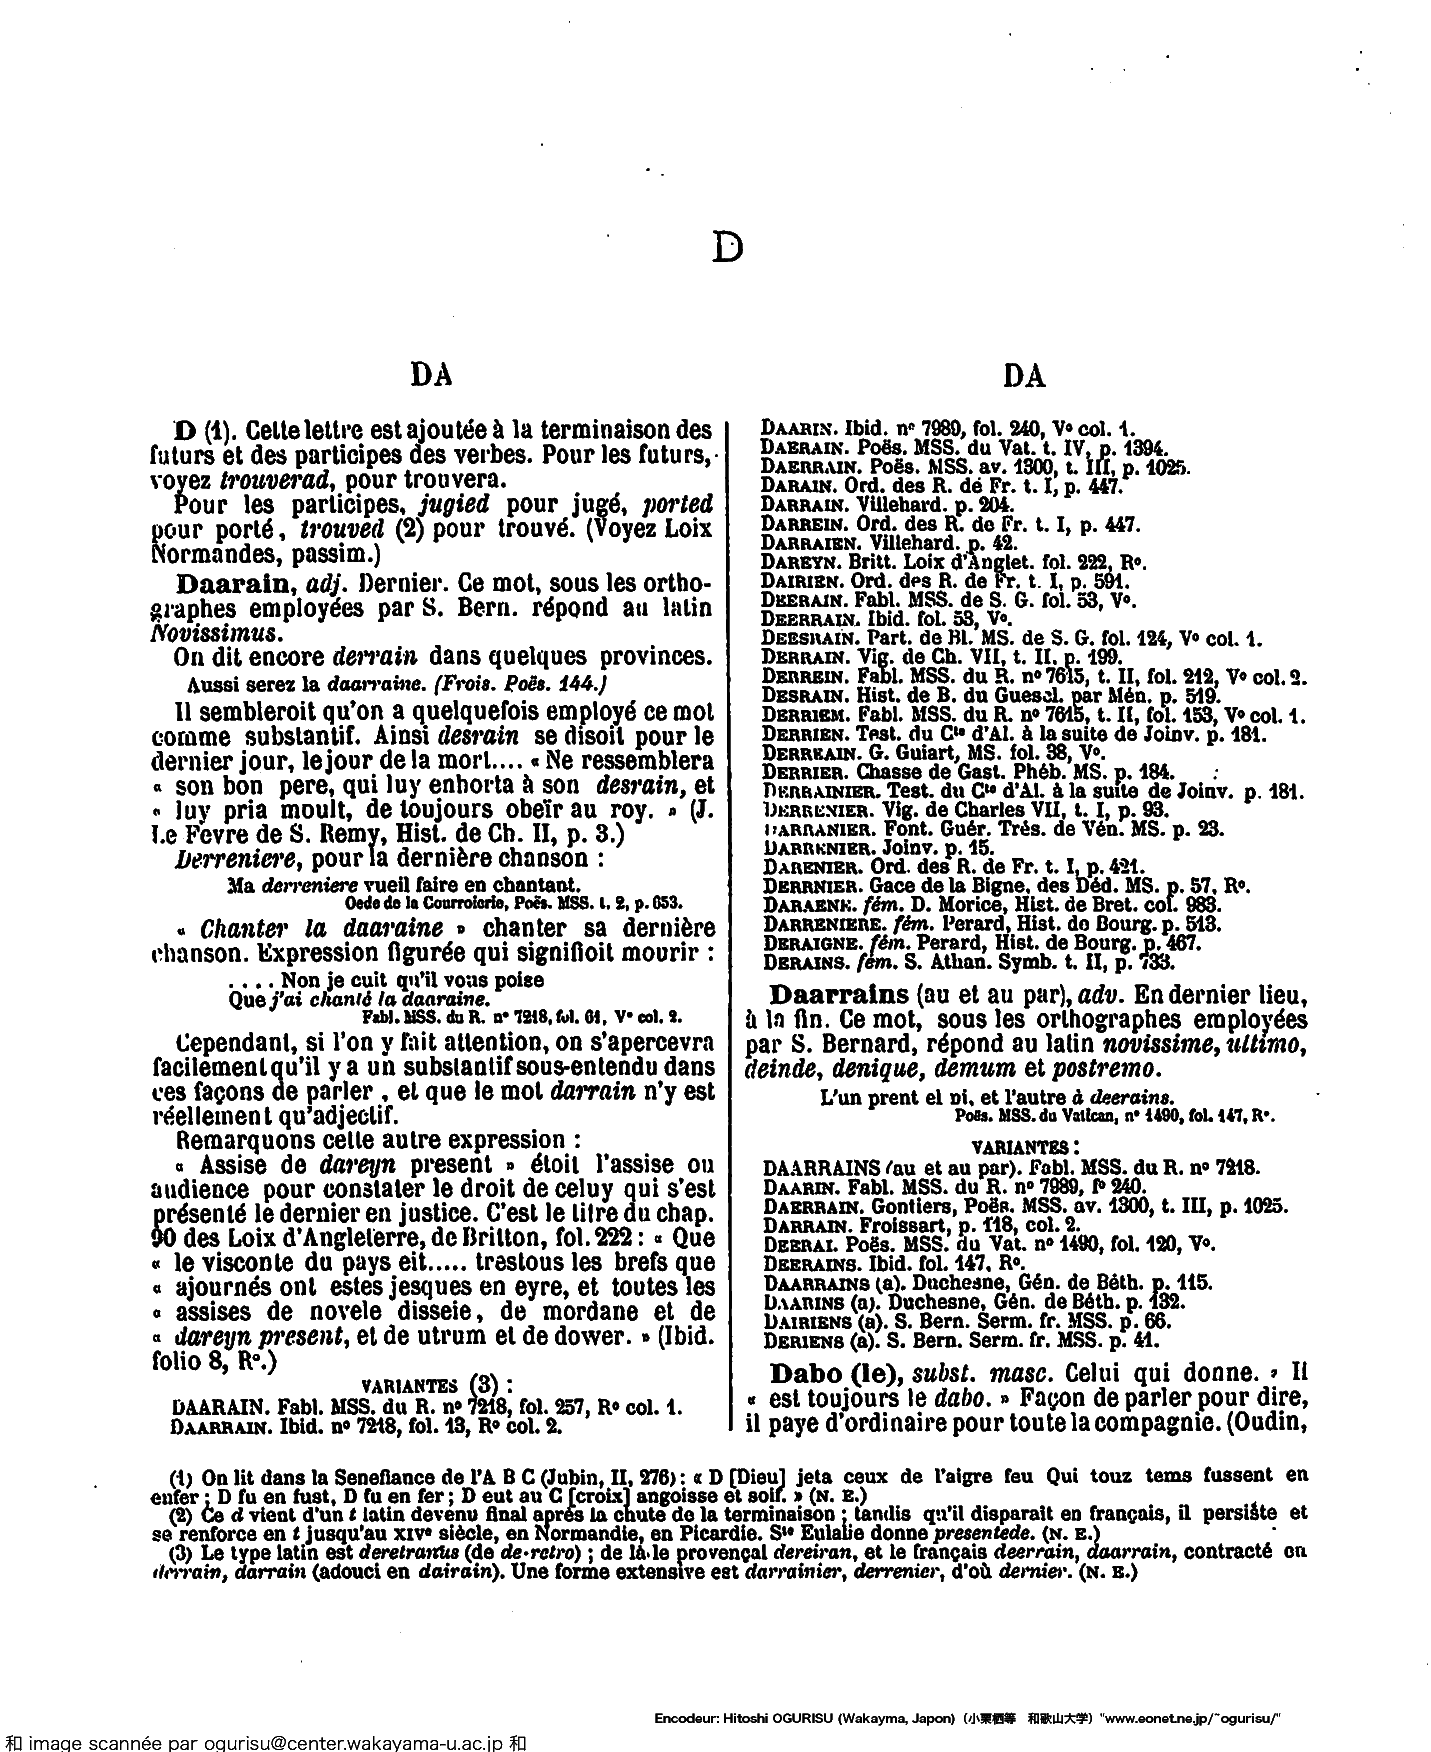 D
DA
D (1). Cette lettre est ajoutée à la terminaison des
futurs et des participes des verbes. Pour les futurs,
voyez trouverad, pour trouvera.
Pour les participes, jugied pour jugé, ported
pour porté, trouved (2) pour trouvé. (Voyez Loix
Normandes, passim.)
Daarain, adj. Dernier. Ce mot, sous les ortho-
graphes employées par S. Bern. répond au latin
Novissimus.
On dit encore derrain dans quelques provinces.
Aussi serez la daarraine. (Frois. Poës. 144.)
Il sembleroit qu'on a quelquefois employé ce mot
comme substantif. Ainsi desrain se disoit pour le
dernier jour, le jour de la mort.... « Ne ressemblera
« son bon pere, qui luy enhorta à son desrain, et
« luy pria moult, de toujours obeïr au roy. » (J.
Le Fevre de S. Remy, Hist. de Ch. II, p. 3.)
Derreniere, pour la dernière chanson :
Ma derreniere vueil faire en chantant.
Oede de la Courroierie, Poës. MSS. t. 2, p. 653.
« Chanter la daaraine » chanter sa dernière
chanson. Expression figurée qui signifioit mourir :
.... Non je cuit qu'il vous poise
Que j'ai chanté la daaraine.
Fabl. MSS. du R. nº 7218, fol. 61, Vº col. 2.
Cependant, si l'on y fait attention, on s'apercevra
facilement qu'il y a un substantif sous-entendu dans
ces façons de parler, et que le mot darrain n'y est
réellement qu'adjectif.
Remarquons cette autre expression :
« Assise de dareyn present » étoit l'assise ou
audience pour constater le droit de celuy qui s'est
présenté le dernier en justice. C'est le titre du chap.
90 des Loix d'Angleterre, de Britton, fol. 222 : « Que
« le visconte du pays eit..... trestous les brefs que
« ajournés ont estes jesques en eyre, et toutes les
« assises de novele disseie, de mordane et de
« dareyn present, et de utrum et de dower. » (Ibid.
folio 8, Rº.)
VARIANTES (3) :
DAARAIN. Fabl. MSS. du R. nº 7218, fol. 257, Rº col. 1.
DAARRAIN. Ibid. nº 7218, fol. 13, Rº col. 2.
DA
DAARIN. Ibid. nº 7989, fol. 240, Vº col. 1.
DAERAIN. Poës. MSS. du Vat. t. IV, p. 1394.
DAERRAIN. Poës. MSS. av. 1300, t. III, p. 1025.
DARAIN. Ord. des R. de Fr. t. I, p. 447.
DARRAIN. Villehard. p. 204.
DARREIN. Ord. des R. de Fr. t. I, p. 447.
DARRAIEN. Villehard. p. 42.
DAREYN. Britt. Loix d'Anglet. fol. 222, Rº.
DAIRIEN. Ord. des R. de Fr. t. I, p. 591.
DEERAIN. Fabl. MSS. de S. G. fol. 53, Vº.
DEERRAIN. Ibid. fol. 53, Vº.
DEESRAIN. Part. de Bl. MS. de S. G. fol. 124, Vº col. 1.
DERRAIN. Vig. de Ch. VII, t. II, p. 199.
DERREIN. Fabl. MSS. du R. nº 7615, t. II, fol. 212, Vº col. 2.
DESRAIN. Hist. de B. du Guescl. par Mén. p. 519.
DERRIEM. Fabl. MSS. du R. nº 7615, t. II, fol. 153, Vº col. 1.
DERRIEN. Test. du Cte d'Al. à la suite de Joinv. p. 181.
DERREAIN. G. Guiart, MS. fol. 38, Vº.
DERRIER. Chasse de Gast. Phéb. MS. p. 184.
DERRAINIER. Test. du Cte d'Al. à la suite de Joinv. p. 181.
DERRENIER. Vig. de Charles VII, t. I, p. 93.
DARRANIER. Font. Guér. Trés. de Vén. MS. p. 23.
DARRENIER. Joinv. p. 15.
DARENIER. Ord. des R. de Fr. t. I, p. 421.
DERRNIER. Gace de la Bigne, des Déd. MS. p. 57, Rº.
DARAENE. fém. D. Morice, Hist. de Bret. col. 983.
DARRENIERE. fém. Perard, Hist. de Bourg. p. 513.
DERAIGNE. fém. Perard, Hist. de Bourg. p. 467.
DERAINS. fém. S. Athan. Symb. t. II, p. 733.
Daarrains (au et au par), adv. En dernier lieu,
à la fin. Ce mot, sous les orthographes employées
par S. Bernard, répond au latin novissime, ultimo,
deinde, denique, demum et postremo.
L'un prent el pi, et l'autre à deerains.
Poës. MSS. du Vatican, nº 1490, fol. 147, Rº.
VARIANTES :
DAARRAINS (au et au par). Fabl. MSS. du R. nº 7218.
DAARIN. Fabl. MSS. du R. nº 7989, fº 240.
DAERRAIN. Gontiers, Poës. MSS. av. 1300, t. III, p. 1025.
DARRAIN. Froissart, p. 118, col. 2.
DEERAI. Poës. MSS. du Vat. nº 1490, fol. 120, Vº.
DEERAINS. Ibid. fol. 147, Rº.
DAARRAINS (a). Duchesne, Gén. de Béth. p. 115.
DAARINS (a). Duchesne, Gén. de Béth. p. 132.
DAIRIENS (a). S. Bern. Serm. fr. MSS. p. 66.
DERIENS (a). S. Bern. Serm. fr. MSS. p. 41.
Dabo (le), subst. masc. Celui qui donne. « Il
« est toujours le dabo. » Façon de parler pour dire,
il paye d'ordinaire pour toute la compagnie. (Oudin,
(1) On lit dans la Senefiance de l'A B C (Jubin, II, 276) : « D [Dieu] jeta ceux de l'aigre feu Qui touz tems fussent en
enfer ; D fu en fust, D fu en fer ; D eut au C [croix] angoisse et soif. » (N. E.)
(2) Ce d vient d'un t latin devenu final après la chute de la terminaison ; tandis qu'il disparaît en français, il persiste et
se renforce en t jusqu'au XIVe siècle, en Normandie, en Picardie. Ste Eulalie donne presentede. (N. E.)
(3) Le type latin est deretranus (de de-retro) ; de là le provençal dereiran, et le français deerrain, daarrain, contracté en
derrain, darrain (adouci en dairain). Une forme extensive est darrainier, derrenier, d'où dernier. (N. E.)
Encodeur: Hitoshi OGURISU (Wakayma, Japon) (小栗栖等 和歌山大学) "www.eonet.ne.jp/~ogurisu/"
和 image scannée par ogurisu@center.wakayama-u.ac.jp 和